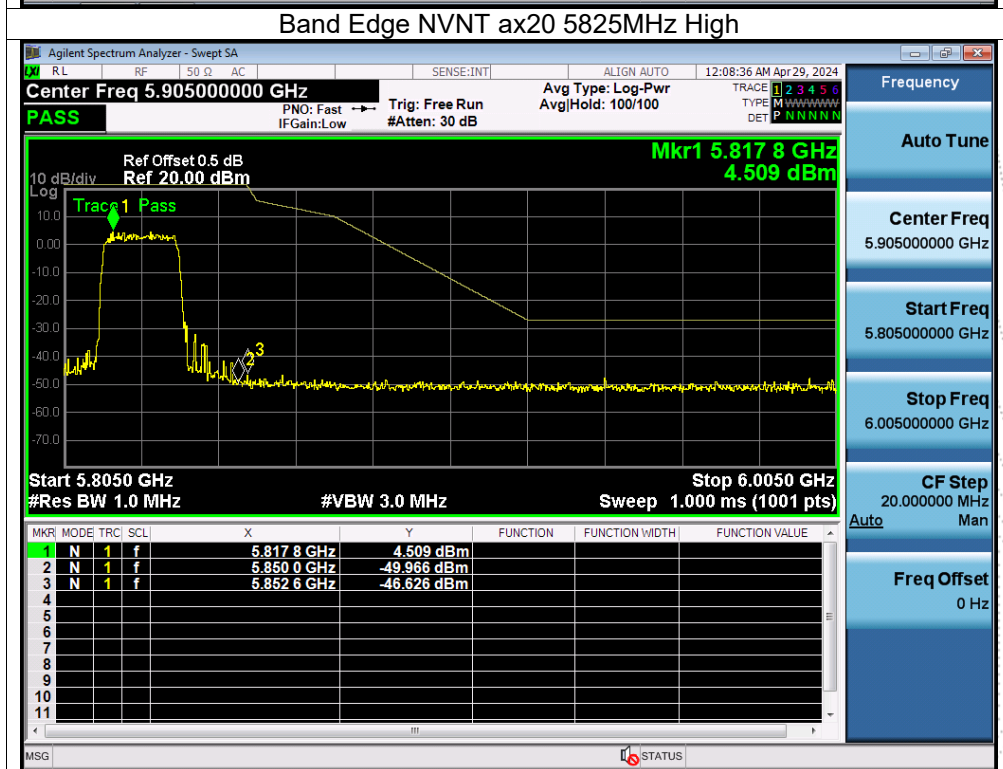 Band Edge NVNT ax20 5825MHz High
Agilent Spectrum Analyzer - Swept SA
LXI RL RF 50 Ω AC SENSE:INT ALIGN AUTO 12:08:36 AM Apr 29, 2024
Center Freq 5.905000000 GHz
PASS
PNO: Fast
IFGain:Low
Trig: Free Run
#Atten: 30 dB
Avg Type: Log-Pwr
Avg|Hold: 100/100
TRACE 1 2 3 4 5 6
TYPE M WWWWW
DET P N N N N N
Mkr1 5.817 8 GHz
4.509 dBm
Ref Offset 0.5 dB
10 dB/div Ref 20.00 dBm
Log
Trace 1 Pass
10.0
0.00
-10.0
-20.0
-30.0
-40.0
-50.0
-60.0
-70.0
2
3
Start 5.8050 GHz Stop 6.0050 GHz
#Res BW 1.0 MHz #VBW 3.0 MHz Sweep 1.000 ms (1001 pts)
MKR MODE TRC SCL X Y FUNCTION FUNCTION WIDTH FUNCTION VALUE
1 N 1 f 5.817 8 GHz 4.509 dBm
2 N 1 f 5.850 0 GHz -49.966 dBm
3 N 1 f 5.852 6 GHz -46.626 dBm
4
5
6
7
8
9
10
11
MSG STATUS
Frequency
Auto Tune
Center Freq
5.905000000 GHz
Start Freq
5.805000000 GHz
Stop Freq
6.005000000 GHz
CF Step
20.000000 MHz
Auto Man
Freq Offset
0 Hz